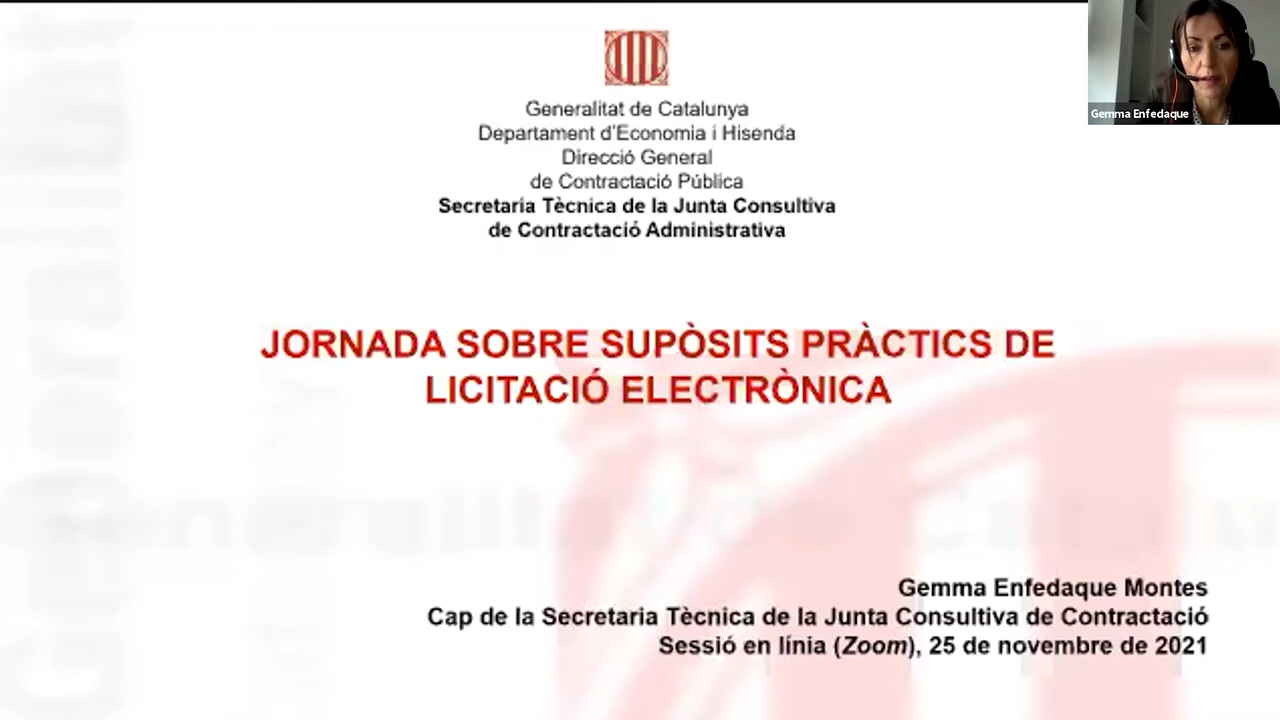 Generalitat de Catalunya
Departament d'Economia i Hisenda
Direcció General
de Contractació Pública
Secretaria Tècnica de la Junta Consultiva
de Contractació Administrativa
Gemma Enfedaque
JORNADA SOBRE SUPÒSITS PRÀCTICS DE
LICITACIÓ ELECTRÒNICA
Gemma Enfedaque Montes
Cap de la Secretaria Tècnica de la Junta Consultiva de Contractació
Sessió en línia (Zoom), 25 de novembre de 2021